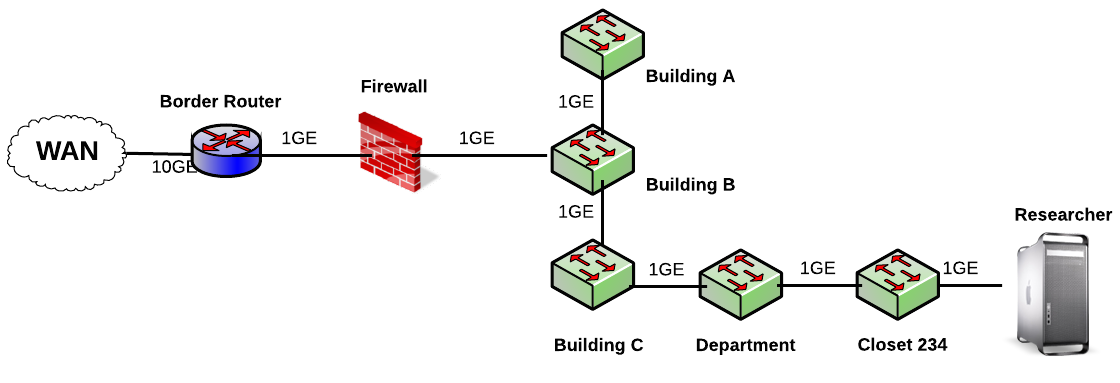 Building A
Firewall
1GE
Border Router
1GE
1GE
WAN
10GE
Building B
1GE
Researcher
1GE
1GE
1GE
Building C
Department
Closet 234